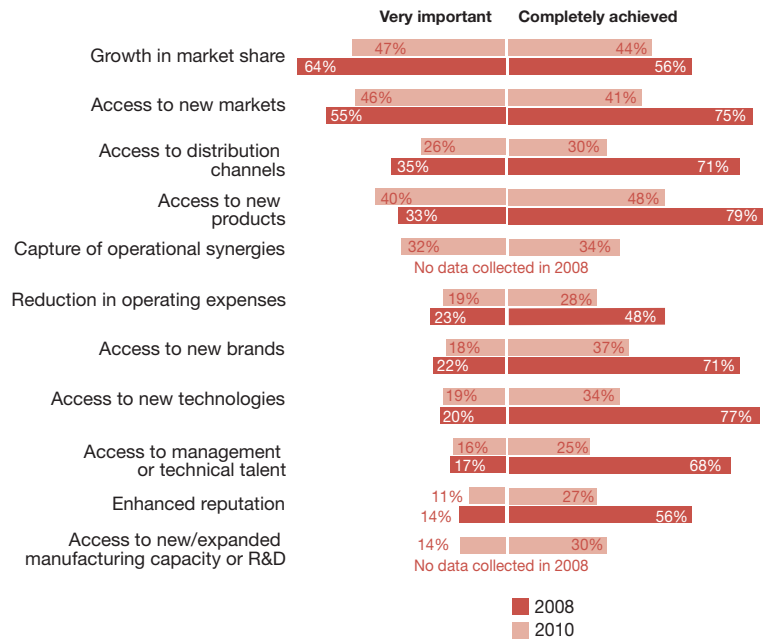 Very important Completely achieved
Growth in market share
47% 44%
64% 56%
Access to new markets
46% 41%
55% 75%
Access to distribution
channels
26% 30%
35% 71%
Access to new
products
40% 48%
33% 79%
Capture of operational synergies
32% 34%
No data collected in 2008
Reduction in operating expenses
19% 28%
23% 48%
Access to new brands
18% 37%
22% 71%
Access to new technologies
19% 34%
20% 77%
Access to management
or technical talent
16% 25%
17% 68%
Enhanced reputation
11% 27%
14% 56%
Access to new/expanded
manufacturing capacity or R&D
14% 30%
No data collected in 2008
2008
2010